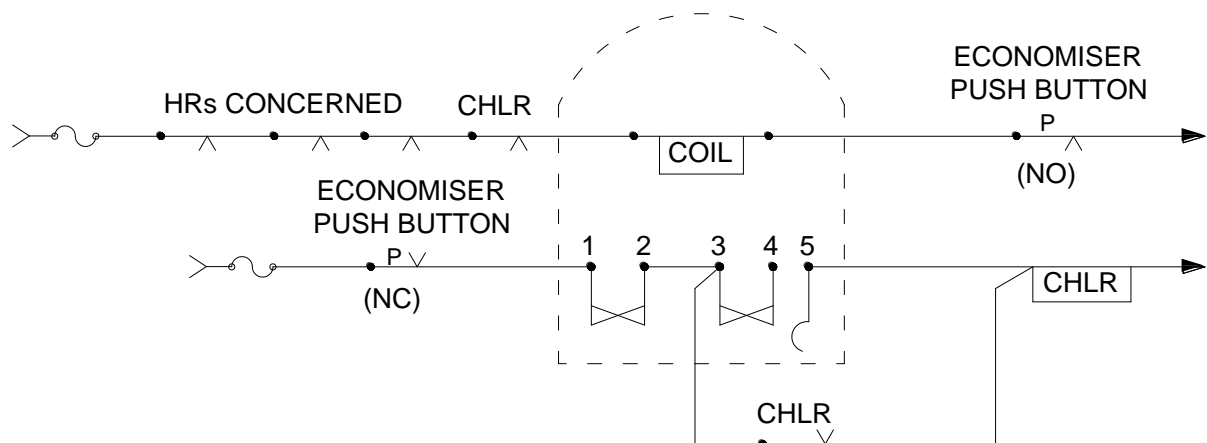 HRs CONCERNED
CHLR
ECONOMISER
PUSH BUTTON
P
COIL
(NO)
ECONOMISER
PUSH BUTTON
P
(NC)
1 2 3 4 5
CHLR
CHLR